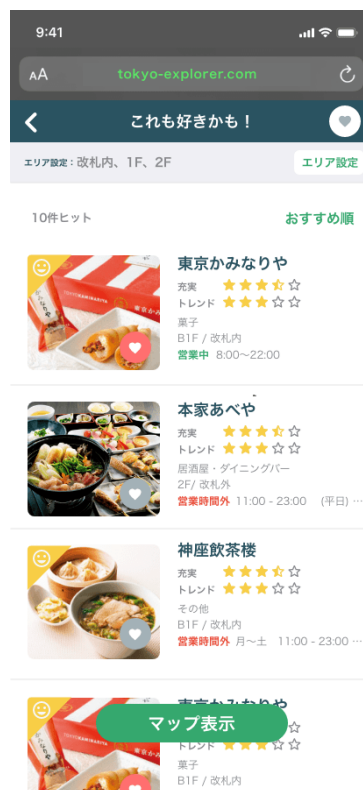 9:41
AA tokyo-explorer.com
これも好きかも！
エリア設定：改札内、1F、2F エリア設定
10件ヒット おすすめ順
東京かみなりや
充実
トレンド
菓子
B1F / 改札内
営業中 8:00〜22:00
本家あべや
充実
トレンド
居酒屋・ダイニングバー
2F/ 改札外
営業時間外 11:00 - 23:00 (平日) …
神座飲茶楼
充実
トレンド
その他
B1F / 改札内
営業時間外 月〜土 11:00 - 23:00 …
マップ表示
トレンド
菓子
B1F / 改札内